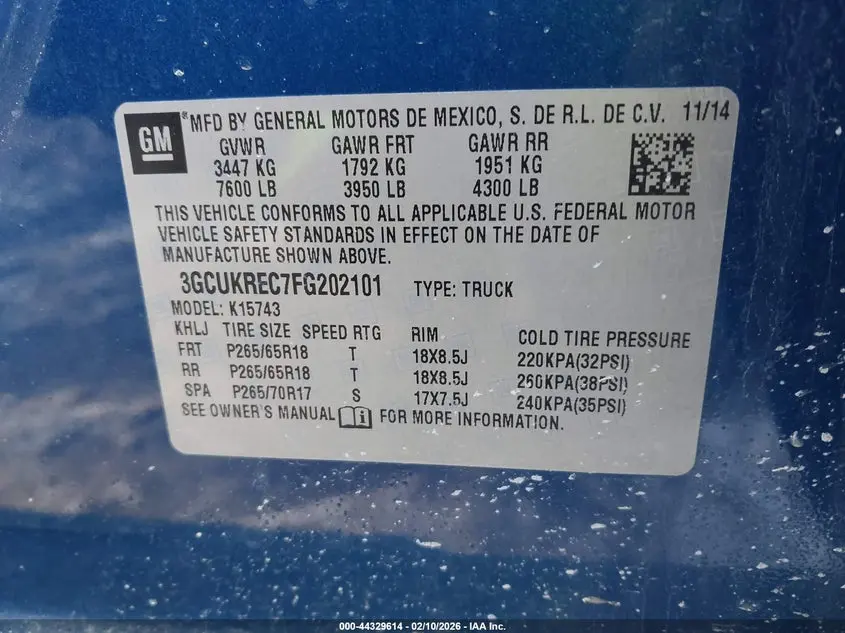 GM
*MFD BY GENERAL MOTORS DE MEXICO, S. DE R.L. DE C.V. 11/14
GVWR GAWR FRT GAWR RR
3447 KG 1792 KG 1951 KG
7600 LB 3950 LB 4300 LB
THIS VEHICLE CONFORMS TO ALL APPLICABLE U.S. FEDERAL MOTOR
VEHICLE SAFETY STANDARDS IN EFFECT ON THE DATE OF
MANUFACTURE SHOWN ABOVE.
3GCUKREC7FG202101 TYPE: TRUCK
MODEL: K15743
KHLJ TIRE SIZE SPEED RTG RIM COLD TIRE PRESSURE
FRT P265/65R18 T 18X8.5J 220KPA(32PSI)
RR P265/65R18 T 18X8.5J 260KPA(38PSI)
SPA P265/70R17 S 17X7.5J 240KPA(35PSI)
SEE OWNER'S MANUAL i FOR MORE INFORMATION.
000-44329614 - 02/10/2026 - IAA Inc.